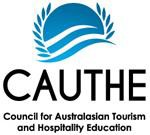 CAUTHE
Council for Australasian Tourism
and Hospitality Education